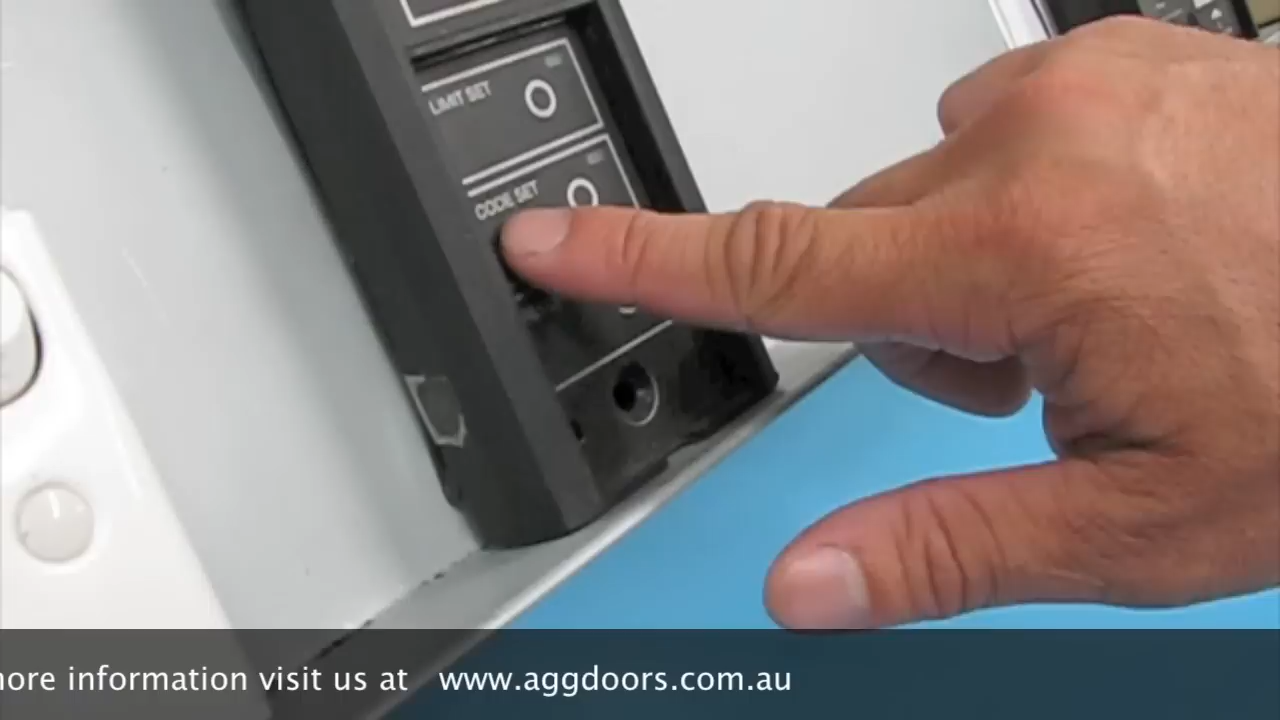 LIMIT SET
CODE SET
nore information visit us at www.aggdoors.com.au